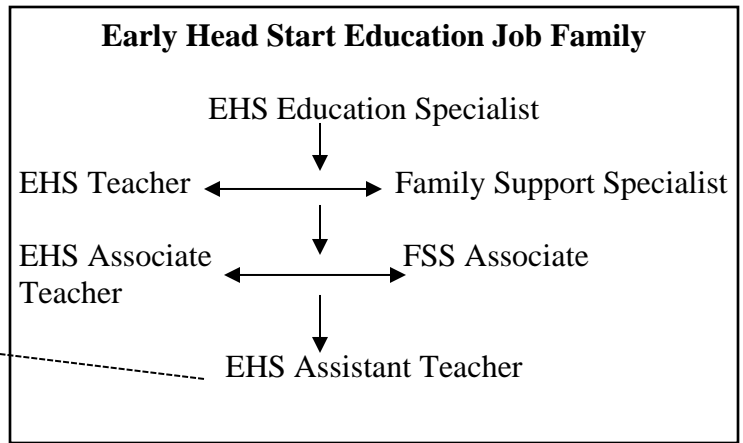 Early Head Start Education Job Family
EHS Education Specialist
EHS Teacher
Family Support Specialist
EHS Associate
Teacher
FSS Associate
EHS Assistant Teacher